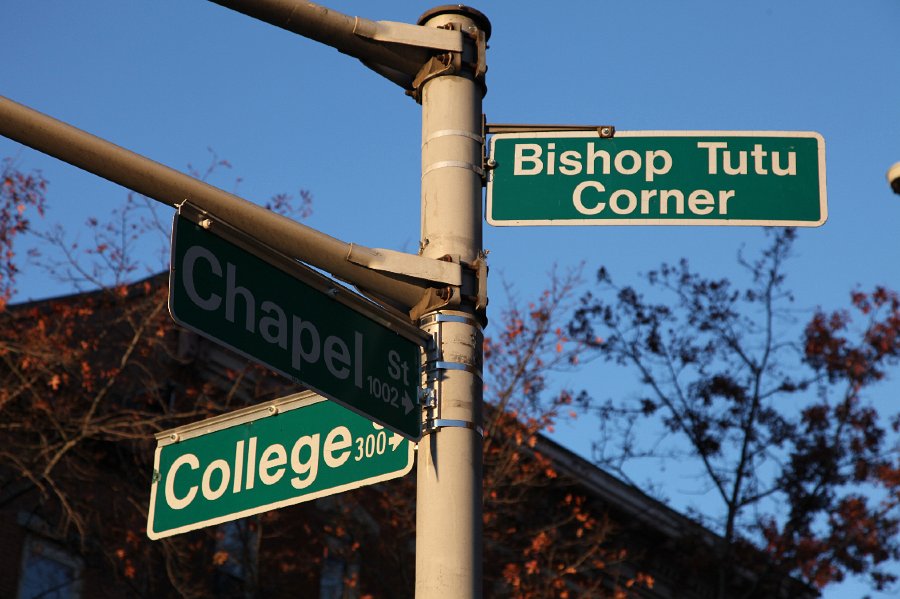 Bishop Tutu
Corner
Chapel St
1002→
College
300→